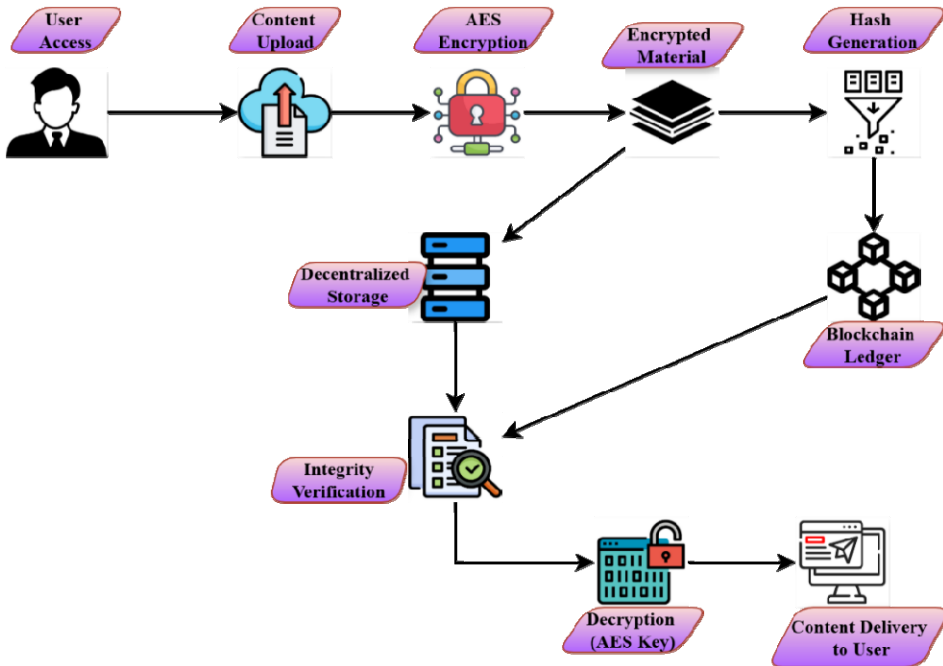 User
Access
Content
Upload
AES
Encryption
Encrypted
Material
Hash
Generation
Decentralized
Storage
Blockchain
Ledger
Integrity
Verification
Decryption
(AES Key)
Content Delivery
to User